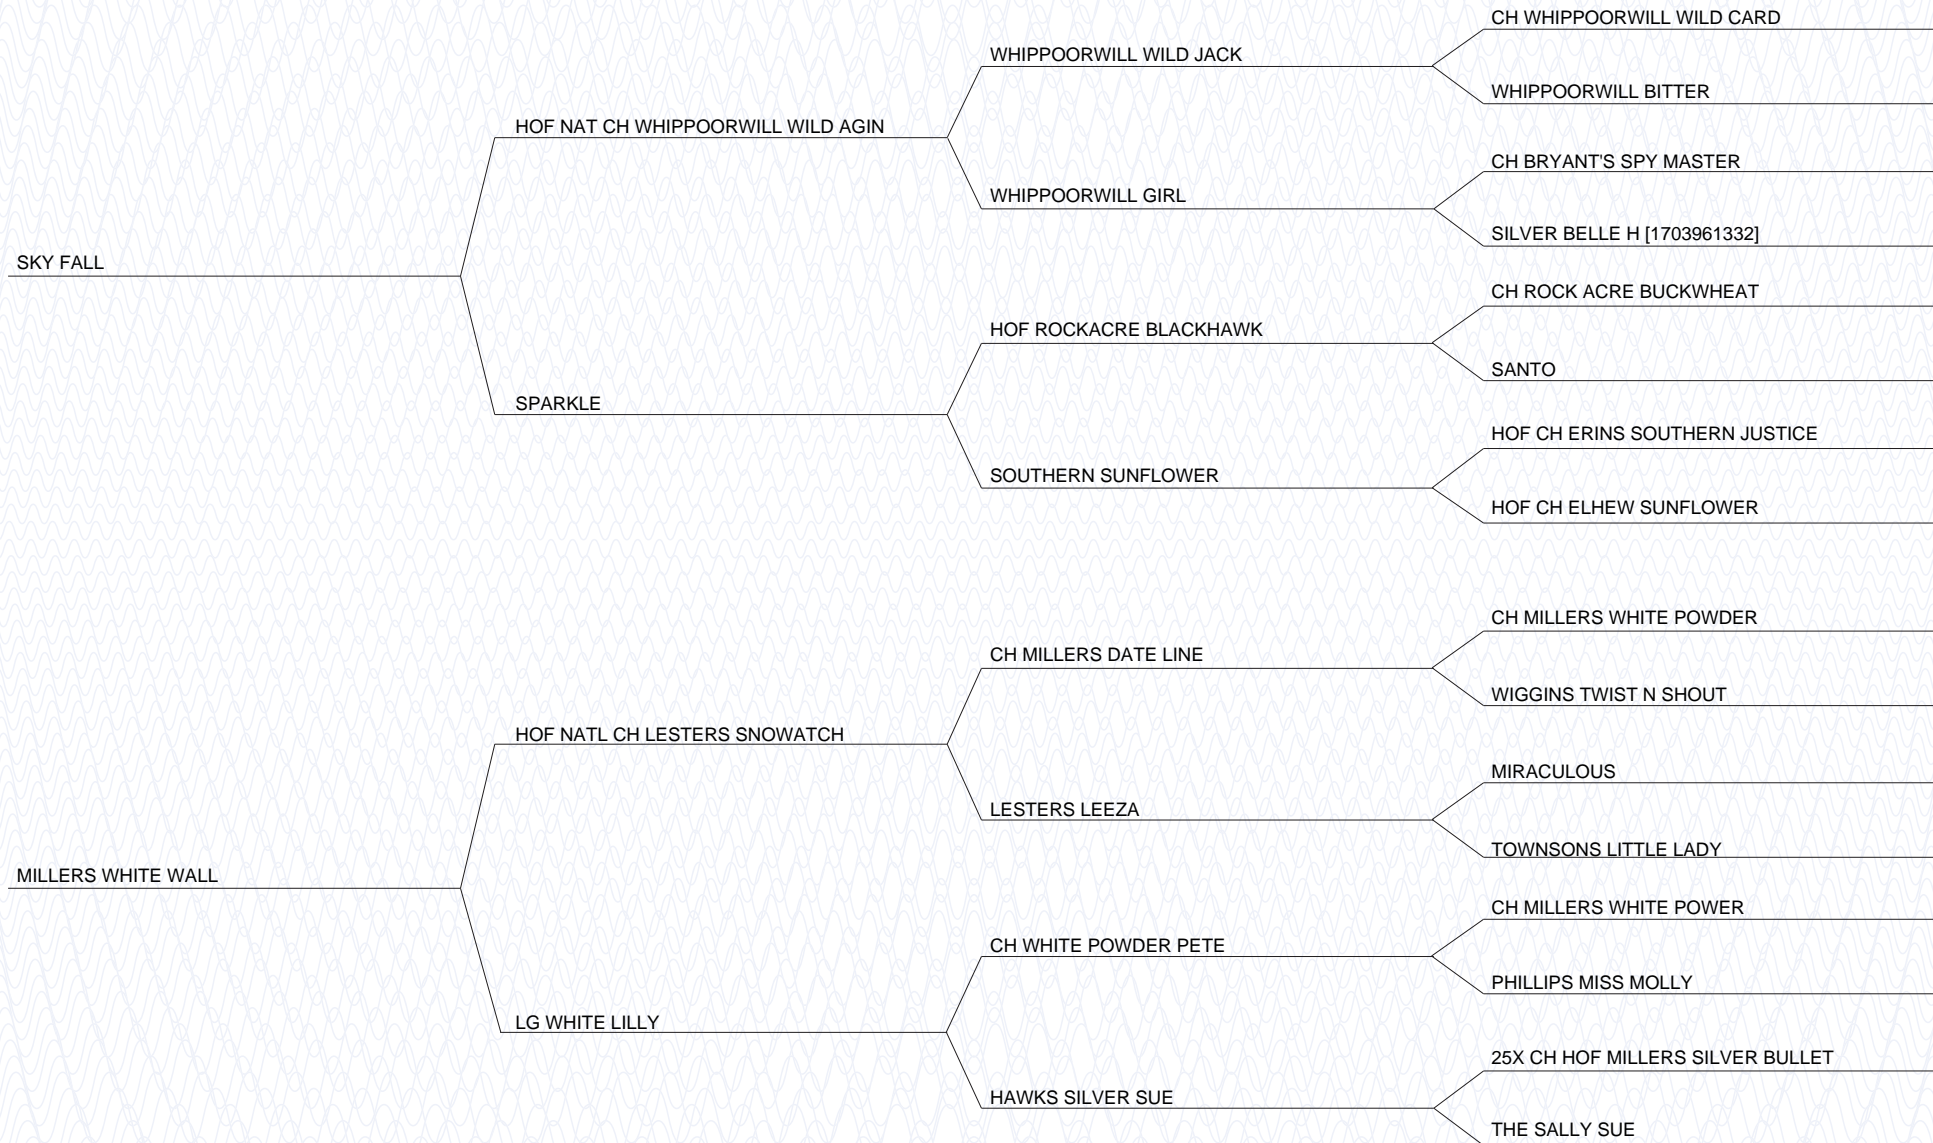 CH WHIPPOORWILL WILD CARD
WHIPPOORWILL WILD JACK
WHIPPOORWILL BITTER
HOF NAT CH WHIPPOORWILL WILD AGIN
CH BRYANT'S SPY MASTER
WHIPPOORWILL GIRL
SILVER BELLE H [1703961332]
SKY FALL
CH ROCK ACRE BUCKWHEAT
HOF ROCKACRE BLACKHAWK
SANTO
SPARKLE
HOF CH ERINS SOUTHERN JUSTICE
SOUTHERN SUNFLOWER
HOF CH ELHEW SUNFLOWER
CH MILLERS WHITE POWDER
CH MILLERS DATE LINE
WIGGINS TWIST N SHOUT
HOF NATL CH LESTERS SNOWATCH
MIRACULOUS
LESTERS LEEZA
TOWNSONS LITTLE LADY
MILLERS WHITE WALL
CH MILLERS WHITE POWER
CH WHITE POWDER PETE
PHILLIPS MISS MOLLY
LG WHITE LILLY
25X CH HOF MILLERS SILVER BULLET
HAWKS SILVER SUE
THE SALLY SUE